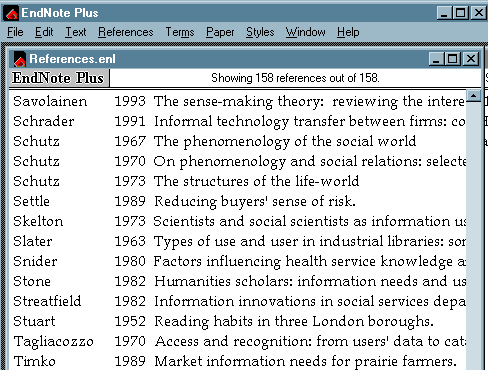 EndNote Plus
File Edit Text References Terms Paper Styles Window Help
References.enl
EndNote Plus Showing 158 references out of 158.
Savolainen 1993 The sense-making theory: reviewing the intere
Schrader 1991 Informal technology transfer between firms: co
Schutz 1967 The phenomenology of the social world
Schutz 1970 On phenomenology and social relations: selecte
Schutz 1973 The structures of the life-world
Settle 1989 Reducing buyers' sense of risk.
Skelton 1973 Scientists and social scientists as information us
Slater 1963 Types of use and user in industrial libraries: sor
Snider 1980 Factors influencing health service knowledge a
Stone 1982 Humanities scholars: information needs and us
Streatfield 1982 Information innovations in social services depa
Stuart 1952 Reading habits in three London boroughs.
Tagliacozzo 1970 Access and recognition: from users' data to cat
Timko 1989 Market information needs for prairie farmers.